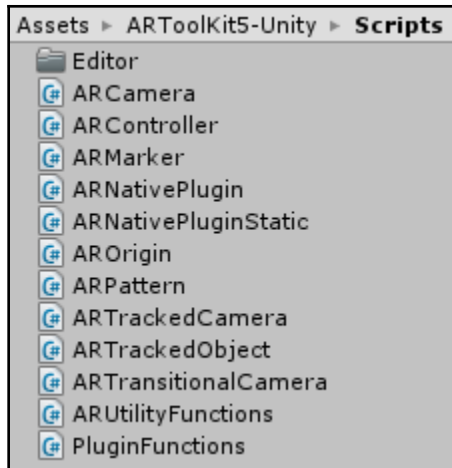 Assets ▸ ARToolKit5-Unity ▸ Scripts
Editor
ARCamera
ARController
ARMarker
ARNativePlugin
ARNativePluginStatic
AROrigin
ARPattern
ARTrackedCamera
ARTrackedObject
ARTransitionalCamera
ARUtilityFunctions
PluginFunctions